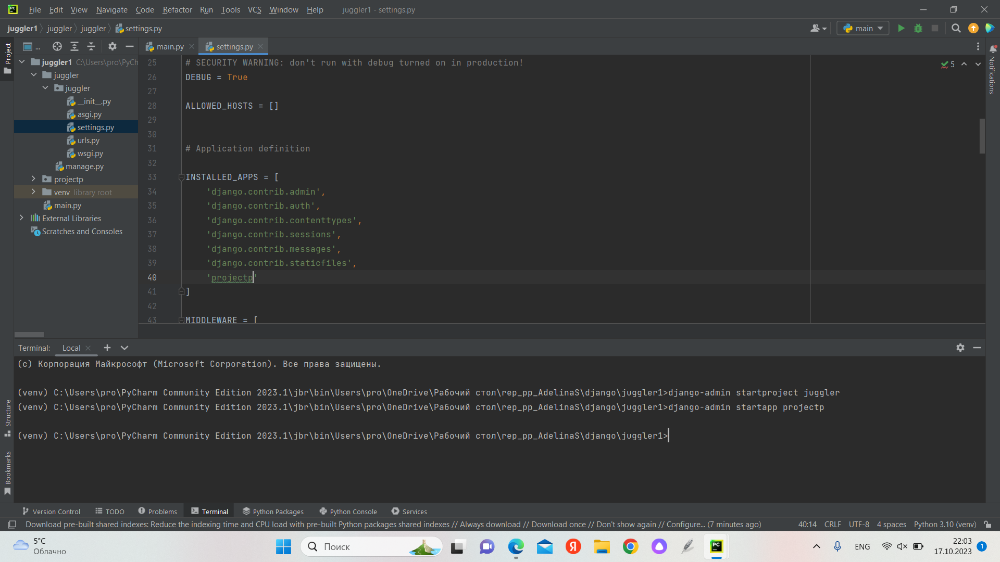 File Edit View Navigate Code Refactor Run Tools VCS Window Help juggler1 - settings.py
juggler1 juggler juggler settings.py main
Project
...
main.py settings.py
Notifications
juggler1 C:\Users\pro\PyCh
juggler
juggler
__init__.py
asgi.py
settings.py
urls.py
wsgi.py
manage.py
projectp
venv library root
main.py
External Libraries
Scratches and Consoles
25 # SECURITY WARNING: don't run with debug turned on in production!
26 DEBUG = True
27
28 ALLOWED_HOSTS = []
29
30
31 # Application definition
32
33 INSTALLED_APPS = [
34 'django.contrib.admin',
35 'django.contrib.auth',
36 'django.contrib.contenttypes',
37 'django.contrib.sessions',
38 'django.contrib.messages',
39 'django.contrib.staticfiles',
40 'projectp'
41 ]
42
43 MIDDLEWARE = [
5
Terminal: Local
(c) Корпорация Майкрософт (Microsoft Corporation). Все права защищены.
(venv) C:\Users\pro\PyCharm Community Edition 2023.1\jbr\bin\Users\pro\OneDrive\Рабочий стол\rep_pp_AdelinaS\django\juggler1>django-admin startproject juggler
(venv) C:\Users\pro\PyCharm Community Edition 2023.1\jbr\bin\Users\pro\OneDrive\Рабочий стол\rep_pp_AdelinaS\django\juggler1>django-admin startapp projectp
(venv) C:\Users\pro\PyCharm Community Edition 2023.1\jbr\bin\Users\pro\OneDrive\Рабочий стол\rep_pp_AdelinaS\django\juggler1>
Structure
Bookmarks
Version Control TODO Problems Terminal Python Packages Python Console Services
Download pre-built shared indexes: Reduce the indexing time and CPU load with pre-built Python packages shared indexes // Always download // Download once // Don't show again // Configure... (7 minutes ago) 40:14 CRLF UTF-8 4 spaces Python 3.10 (venv)
5°C
Облачно
Поиск
Я
PC
ENG
22:03
17.10.2023
1